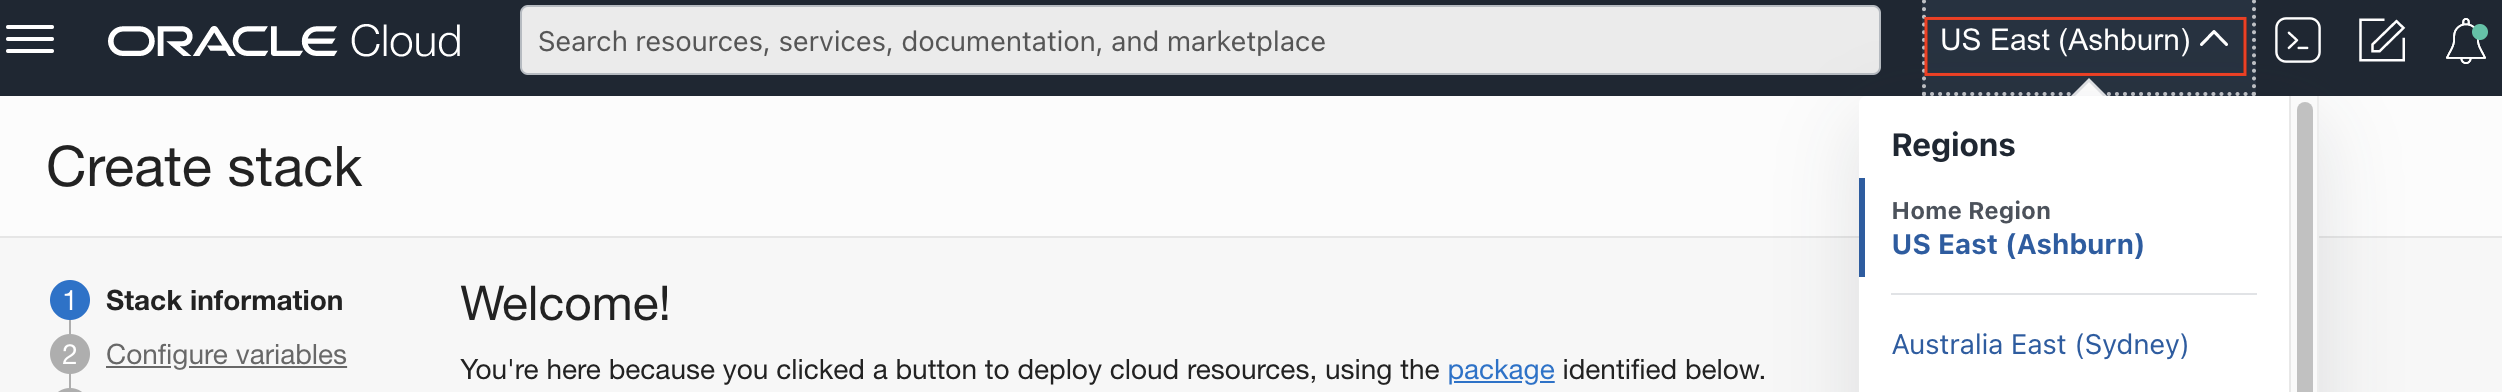 ORACLE Cloud
Search resources, services, documentation, and marketplace
US East (Ashburn)
Create stack
Regions
Home Region
US East (Ashburn)
Australia East (Sydney)
1 Stack information
2 Configure variables
Welcome!
You're here because you clicked a button to deploy cloud resources, using the package identified below.